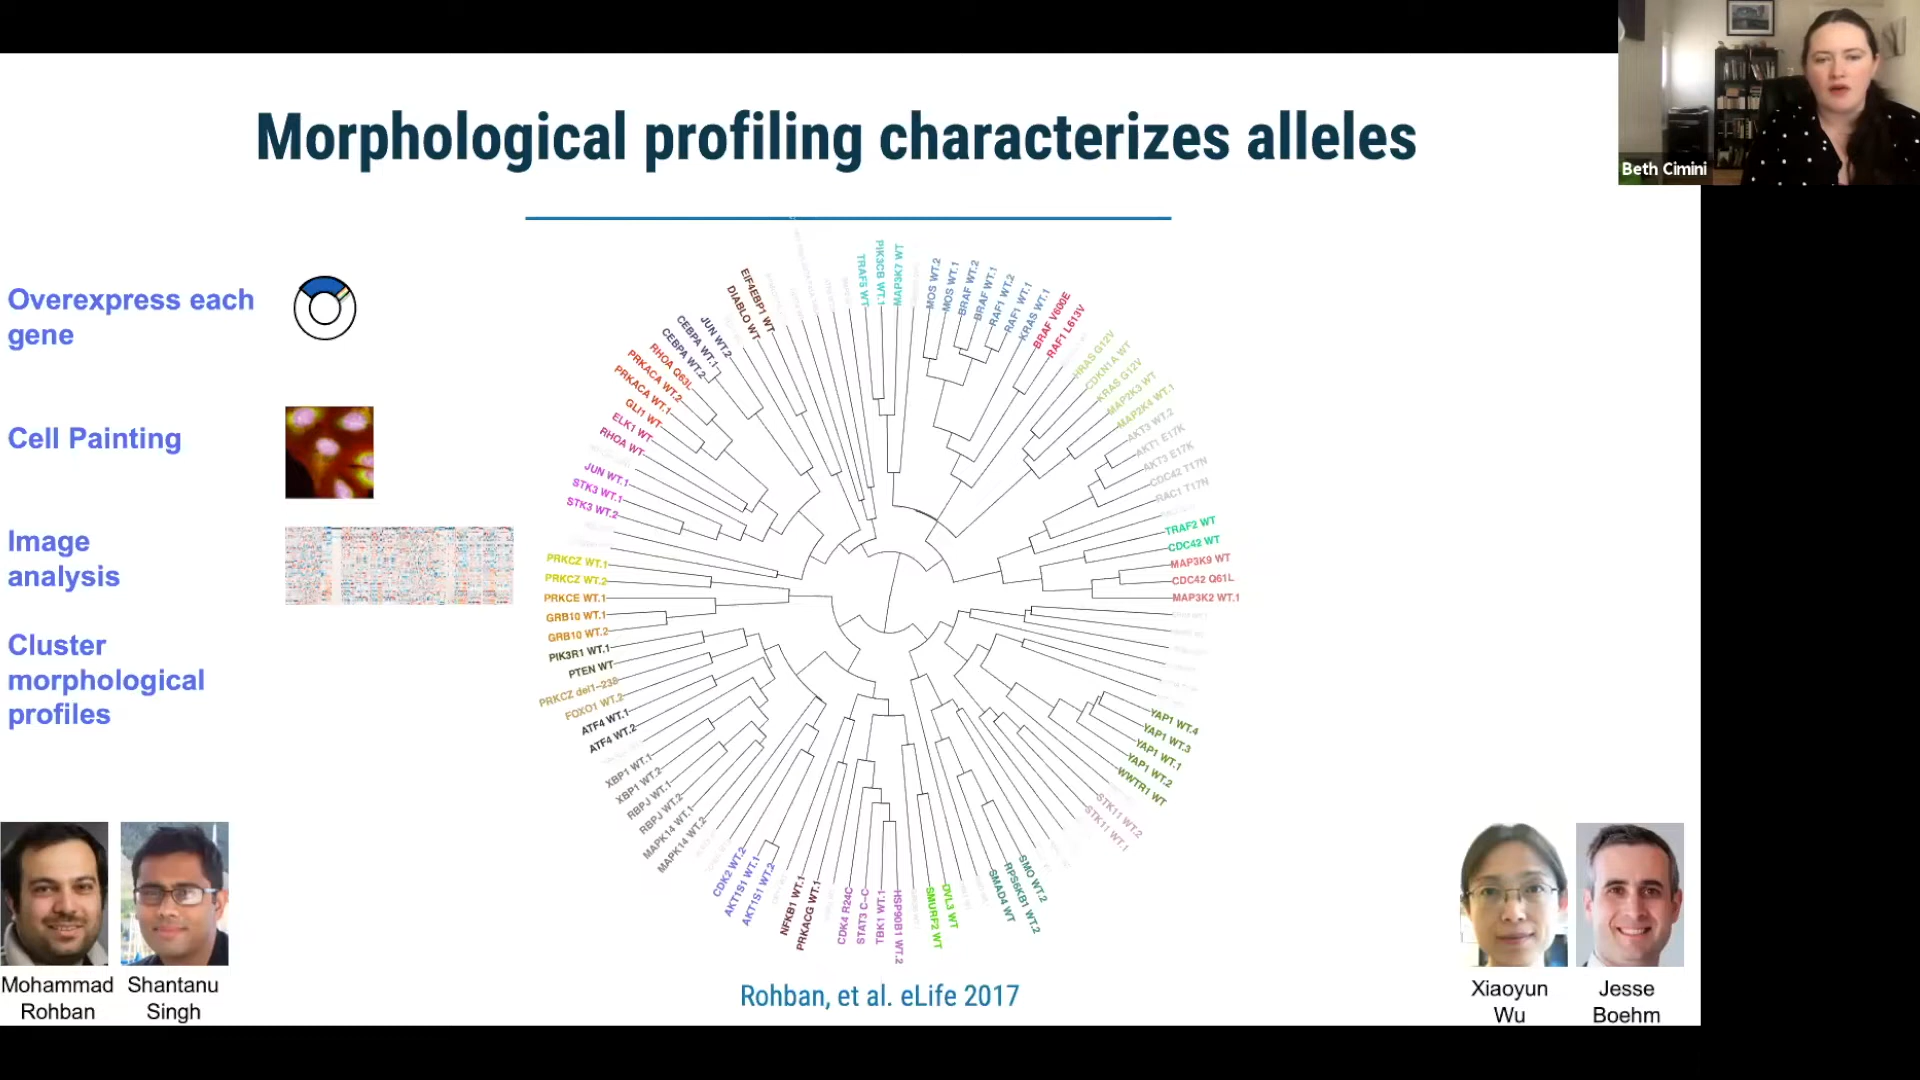 Morphological profiling characterizes alleles
Beth Cimini
Overexpress each
gene
Cell Painting
Image
analysis
Cluster
morphological
profiles
TRAF5 WT
PIK3CB WT.1
MAP3K7 WT
MOS WT.2
MOS WT.1
BRAF WT.2
BRAF WT.1
RAF1 WT.2
RAF1 WT.1
KRAS WT.1
BRAF V600E
RAF1 L613V
HRAS G12V
CDKN1A WT
KRAS G12V
MAP2K3 WT
MAP2K4 WT.1
AKT3 WT.2
AKT1 E17K
AKT3 E17K
CDC42 T17N
RAC1 T17N
TRAF2 WT
CDC42 WT
MAP3K9 WT
CDC42 Q61L
MAP3K2 WT.1
YAP1 WT.4
YAP1 WT.3
YAP1 WT.1
YAP1 WT.2
WWTR1 WT
STK11 WT.2
STK11 WT.1
SMO WT.2
RPS6KB1 WT.2
SMAD4 WT
DVL3 WT
SMURF2 WT
HSP90B1 WT.2
TBK1 WT.1
STAT3 C-C
CDK4 R24C
PRKACG WT.1
NFKB1 WT.1
AKT1S1 WT.2
AKT1S1 WT.1
CDK2 WT.2
MAPK14 WT.2
MAPK14 WT.1
RBPJ WT.2
RBPJ WT.1
XBP1 WT.2
XBP1 WT.1
ATF4 WT.2
ATF4 WT.1
FOXO1 WT.2
PRKCZ del1-238
PTEN WT
PIK3R1 WT.1
GRB10 WT.2
GRB10 WT.1
PRKCE WT.1
PRKCZ WT.2
PRKCZ WT.1
STK3 WT.2
STK3 WT.1
JUN WT.1
RHOA WT
ELK1 WT
GLI1 WT
PRKACA WT.1
PRKACA WT.2
RHOA Q63L
CEBPA WT.2
CEBPA WT.1
JUN WT.2
DIABLO WT
EIF4EBP1 WT
Rohban, et al. eLife 2017
Mohammad
Rohban
Shantanu
Singh
Xiaoyun
Wu
Jesse
Boehm